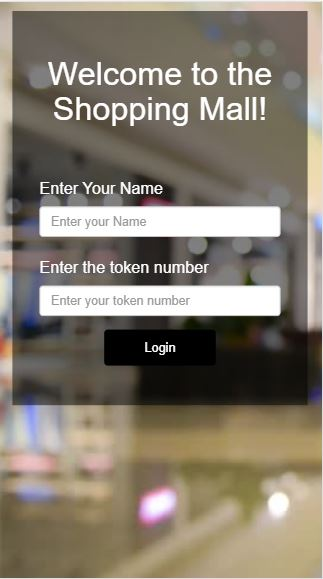 Welcome to the
Shopping Mall!
Enter Your Name
Enter your Name
Enter the token number
Enter your token number
Login